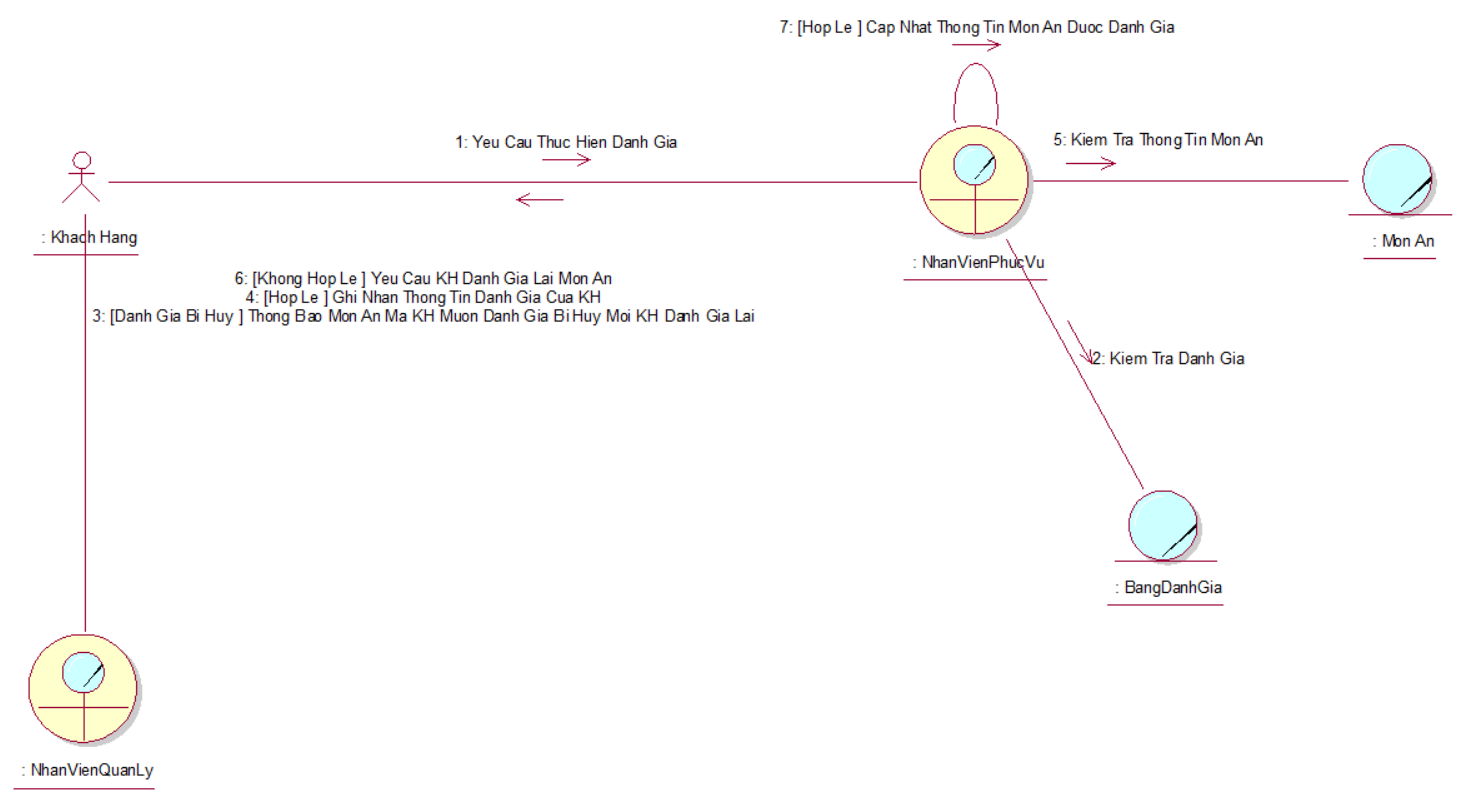 7: [Hop Le ] Cap Nhat Thong Tin Mon An Duoc Danh Gia
1: Yeu Cau Thuc Hien Danh Gia
5: Kiem Tra Thong Tin Mon An
: Khach Hang
: Mon An
: NhanVienPhucVu
6: [Khong Hop Le ] Yeu Cau KH Danh Gia Lai Mon An
4: [Hop Le ] Ghi Nhan Thong Tin Danh Gia Cua KH
3: [Danh Gia Bi Huy ] Thong Bao Mon An Ma KH Muon Danh Gia Bi Huy Moi KH Danh Gia Lai
2: Kiem Tra Danh Gia
: BangDanhGia
: NhanVienQuanLy